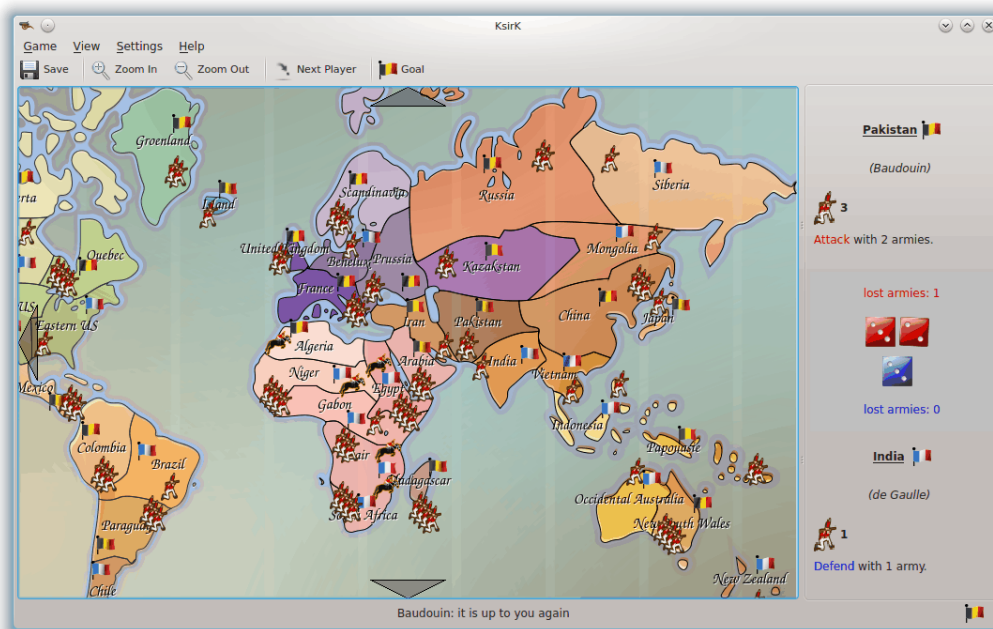 KsirK
Game View Settings Help
Save Zoom In Zoom Out Next Player Goal
Groenland
Island
Scandinavia
Russia
Siberia
erta
Quebec
United Kingdom
Benelux
Prussia
Kazakstan
Mongolia
France
US
Eastern US
Iran
Pakistan
China
Japan
Algeria
Arabia
India
Vietnam
Niger
Egypt
Mexico
Gabon
Indonesia
Colombia
Brazil
air
Madagascar
Papouasie
Occidental Australia
Paraguay
South Africa
New South Wales
Chile
New Zealand
Pakistan
(Baudouin)
3
Attack with 2 armies.
lost armies: 1
lost armies: 0
India
(de Gaulle)
1
Defend with 1 army.
Baudouin: it is up to you again